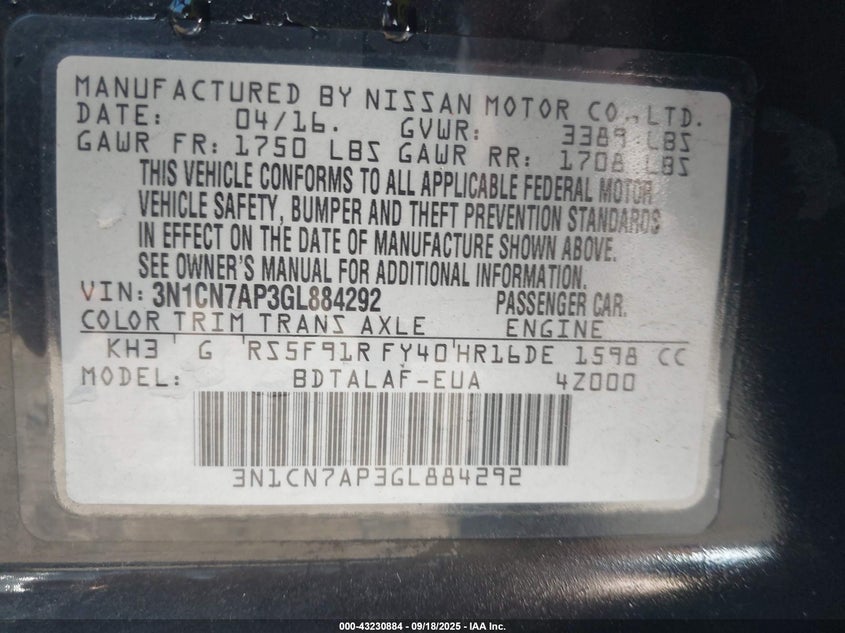 MANUFACTURED BY NISSAN MOTOR CO., LTD.
DATE: 04/16. GVWR: 3389 LBS
GAWR FR: 1750 LBS GAWR RR: 1708 LBS
THIS VEHICLE CONFORMS TO ALL APPLICABLE FEDERAL MOTOR
VEHICLE SAFETY, BUMPER AND THEFT PREVENTION STANDARDS
IN EFFECT ON THE DATE OF MANUFACTURE SHOWN ABOVE.
SEE OWNER'S MANUAL FOR ADDITIONAL INFORMATION.
VIN: 3N1CN7AP3GL884292 PASSENGER CAR.
COLOR TRIM TRANS AXLE ENGINE
KH3 G RS5F91R FY40 HR16DE 1598 CC
MODEL: BDTALAF-EUA 4Z000
3N1CN7AP3GL884292
000-43230884 - 09/18/2025 - IAA Inc.